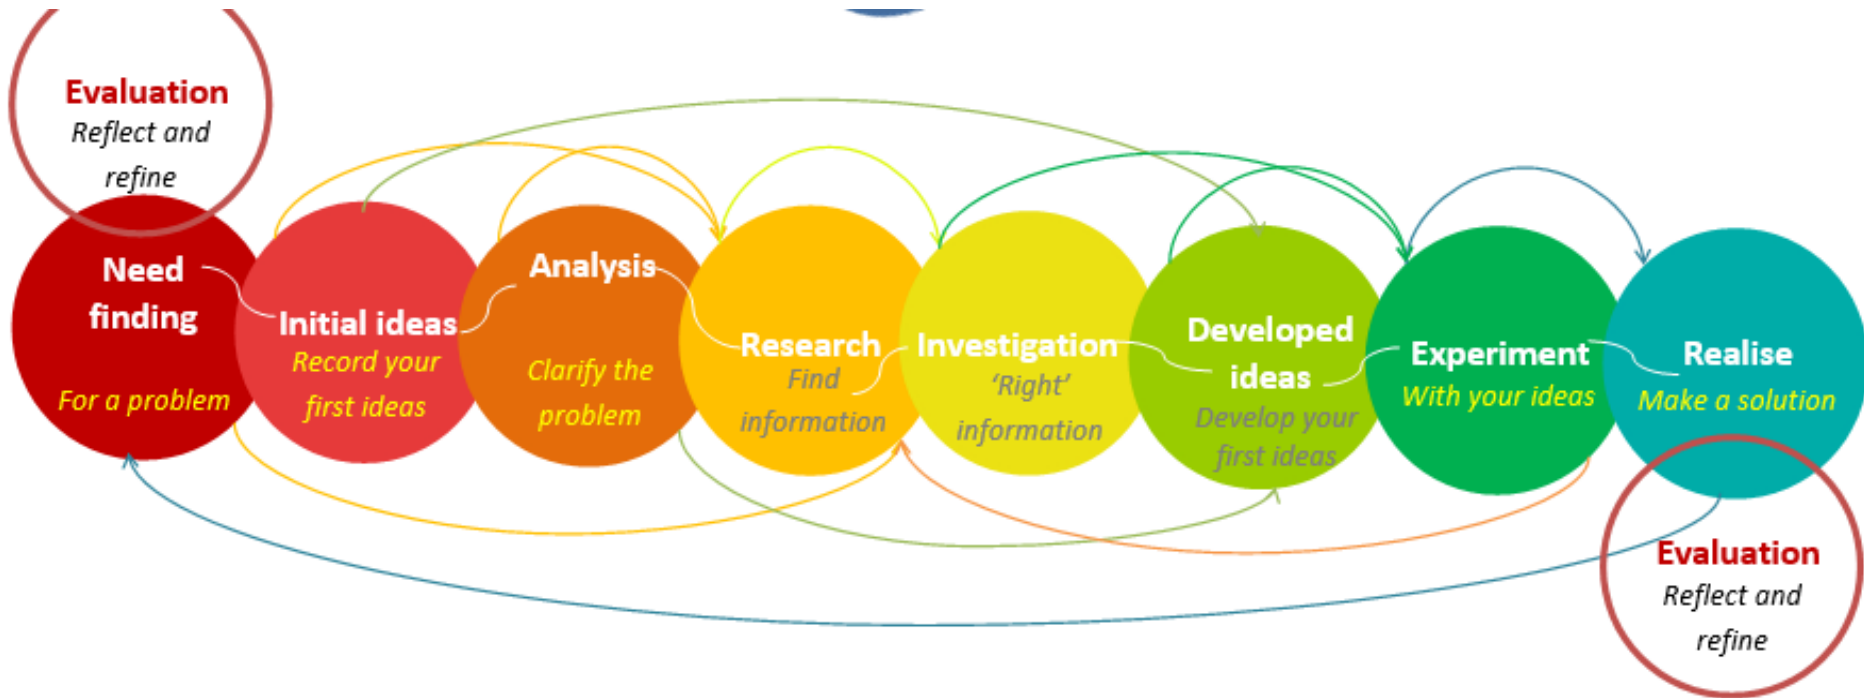 Evaluation
Reflect and
refine
Need
finding
For a problem
Initial ideas
Record your
first ideas
Analysis
Clarify the
problem
Research
Find
information
Investigation
‘Right’
information
Developed
ideas
Develop your
first ideas
Experiment
With your ideas
Realise
Make a solution
Evaluation
Reflect and
refine